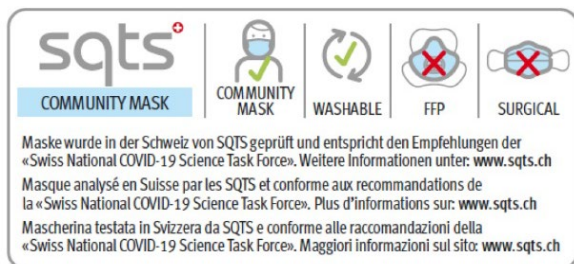 sqts
COMMUNITY MASK
COMMUNITY
MASK
WASHABLE
FFP
SURGICAL
Maske wurde in der Schweiz von SQTS geprüft und entspricht den Empfehlungen der
«Swiss National COVID-19 Science Task Force». Weitere Informationen unter: www.sqts.ch
Masque analysé en Suisse par les SQTS et conforme aux recommandations de
la «Swiss National COVID-19 Science Task Force». Plus d'informations sur: www.sqts.ch
Mascherina testata in Svizzera da SQTS e conforme alle raccomandazioni della
«Swiss National COVID-19 Science Task Force». Maggiori informazioni sul sito: www.sqts.ch